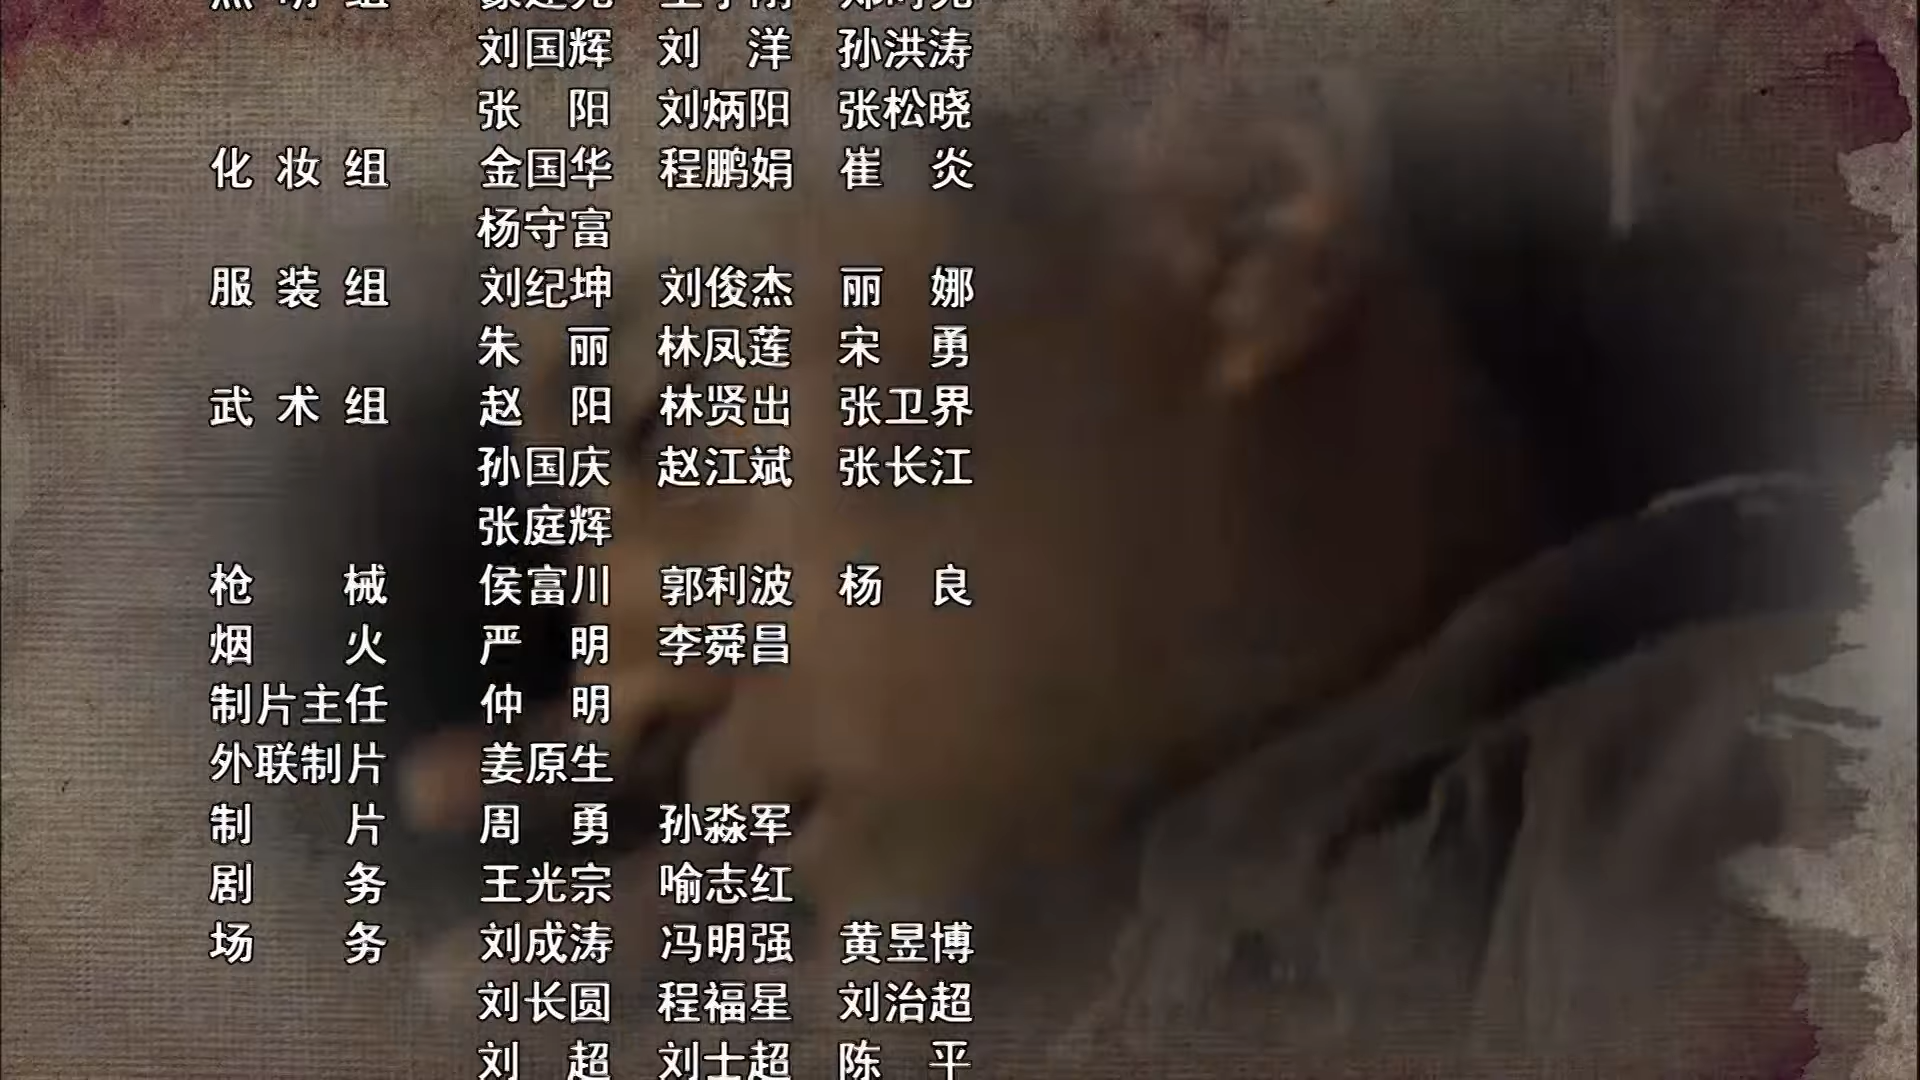 照明组
刘国辉 刘 洋 孙洪涛
张 阳 刘炳阳 张松晓
化妆组 金国华 程鹏娟 崔 炎
杨守富
服装组 刘纪坤 刘俊杰 丽 娜
朱 丽 林凤莲 宋 勇
武术组 赵 阳 林贤出 张卫界
孙国庆 赵江斌 张长江
张庭辉
枪 械 侯富川 郭利波 杨 良
烟 火 严 明 李舜昌
制片主任 仲 明
外联制片 姜原生
制 片 周 勇 孙淼军
剧 务 王光宗 喻志红
场 务 刘成涛 冯明强 黄昱博
刘长圆 程福星 刘治超
刘 超 刘士超 陈 平